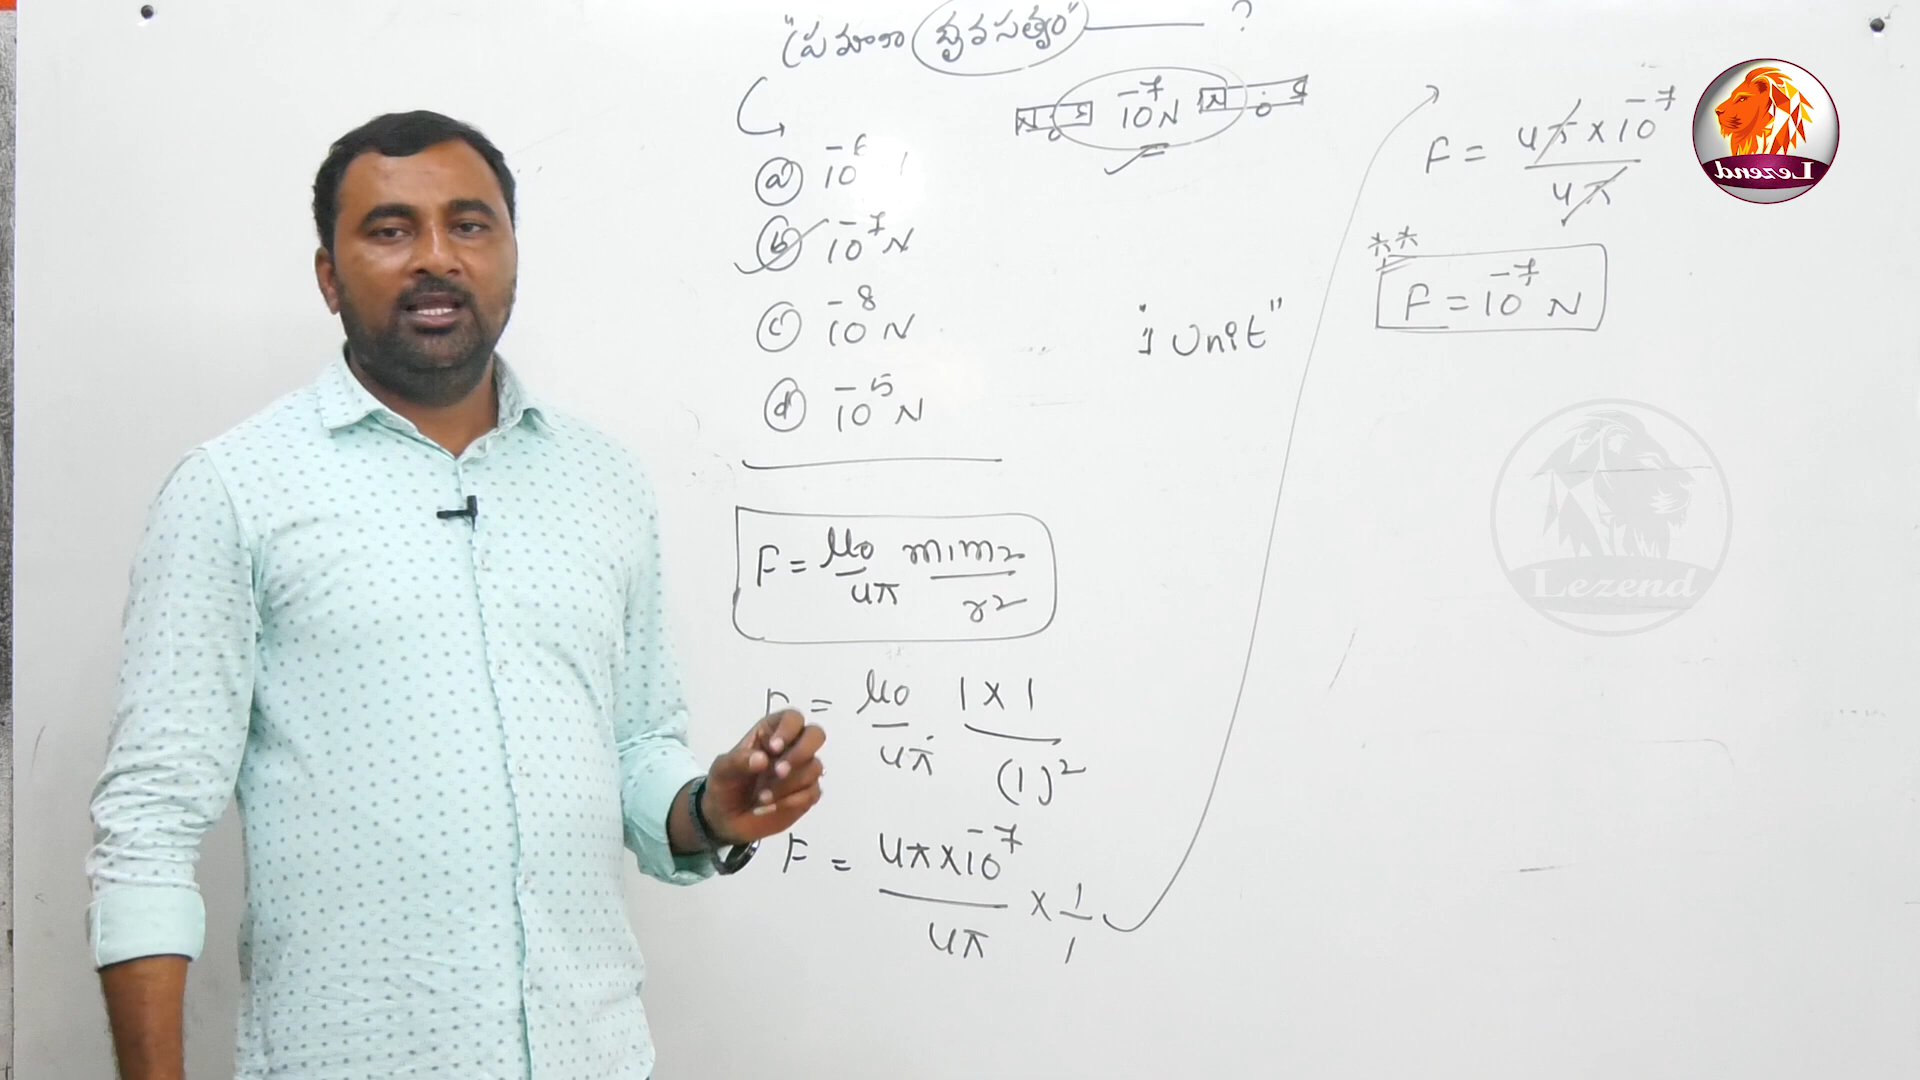 "ప్రమాణ ధృవసత్వం" ?
10⁻⁷ N
N S
N S
(a) 10⁻⁶
(b) 10⁻⁷ N
(c) 10⁻⁸ N
(d) 10⁻⁵ N
"1 Unit"
F = μ₀/4π m₁m₂/r²
= μ₀/4π 1 × 1/(1)²
F = 4π × 10⁻⁷/4π × 1/1
F = 4π × 10⁻⁷/4π
**
F = 10⁻⁷ N
Lezend
Lezend